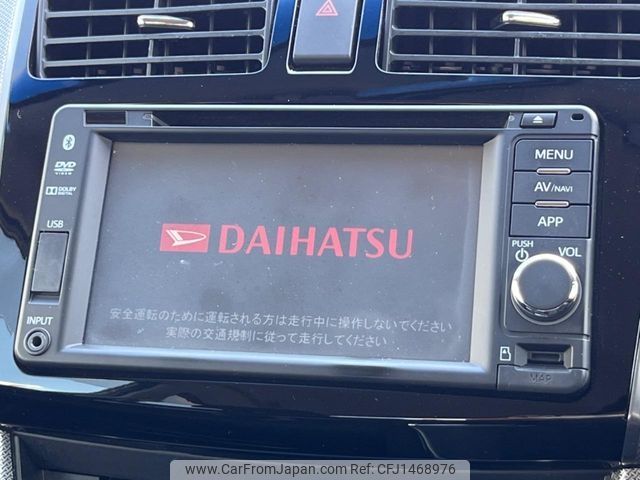 MENU
DVD
VIDEO
DOLBY
DIGITAL
AV/NAVI
USB
APP
DAIHATSU
PUSH
VOL
安全運転のために運転される方は走行中に操作しないでください
実際の交通規制に従って走行してください
INPUT
MAP
www.CarFromJapan.com Ref: CFJ1468976